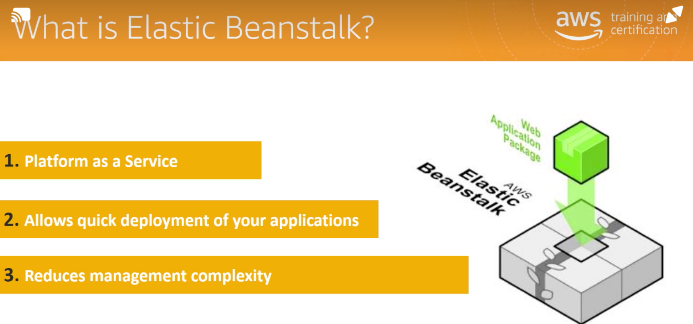 What is Elastic Beanstalk?
aws training and
certification
1. Platform as a Service
2. Allows quick deployment of your applications
3. Reduces management complexity
Web
Application
Package
AWS
Elastic
Beanstalk